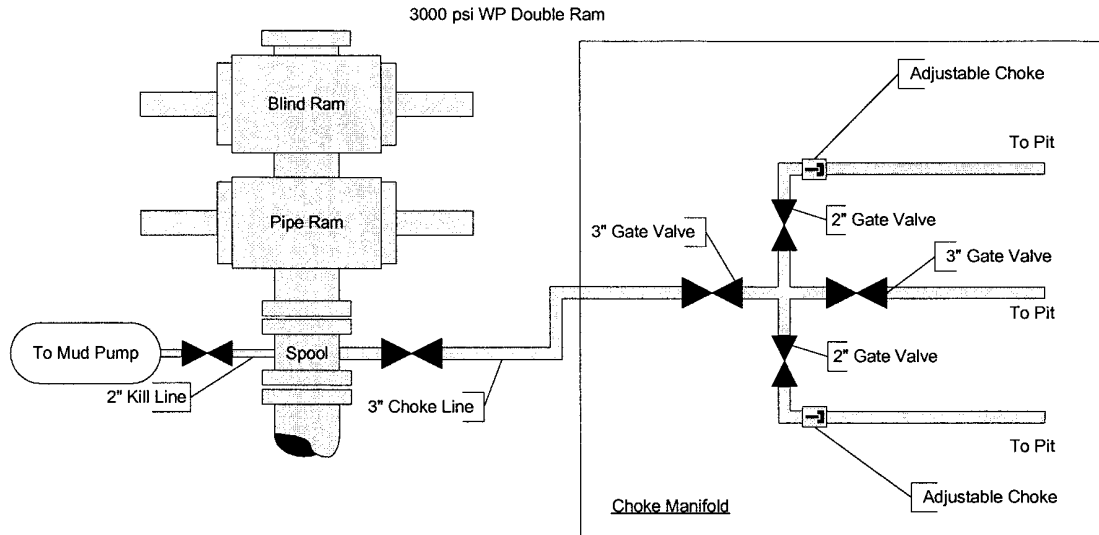 3000 psi WP Double Ram
Blind Ram
Pipe Ram
To Mud Pump
2" Kill Line
Spool
3" Choke Line
3" Gate Valve
Adjustable Choke
To Pit
2" Gate Valve
3" Gate Valve
To Pit
2" Gate Valve
To Pit
Adjustable Choke
Choke Manifold